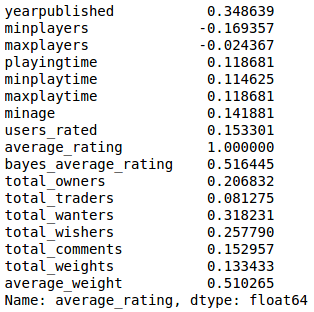 yearpublished 0.348639
minplayers -0.169357
maxplayers -0.024367
playingtime 0.118681
minplaytime 0.114625
maxplaytime 0.118681
minage 0.141881
users_rated 0.153301
average_rating 1.000000
bayes_average_rating 0.516445
total_owners 0.206832
total_traders 0.081275
total_wanters 0.318231
total_wishers 0.257790
total_comments 0.152957
total_weights 0.133433
average_weight 0.510265
Name: average_rating, dtype: float64